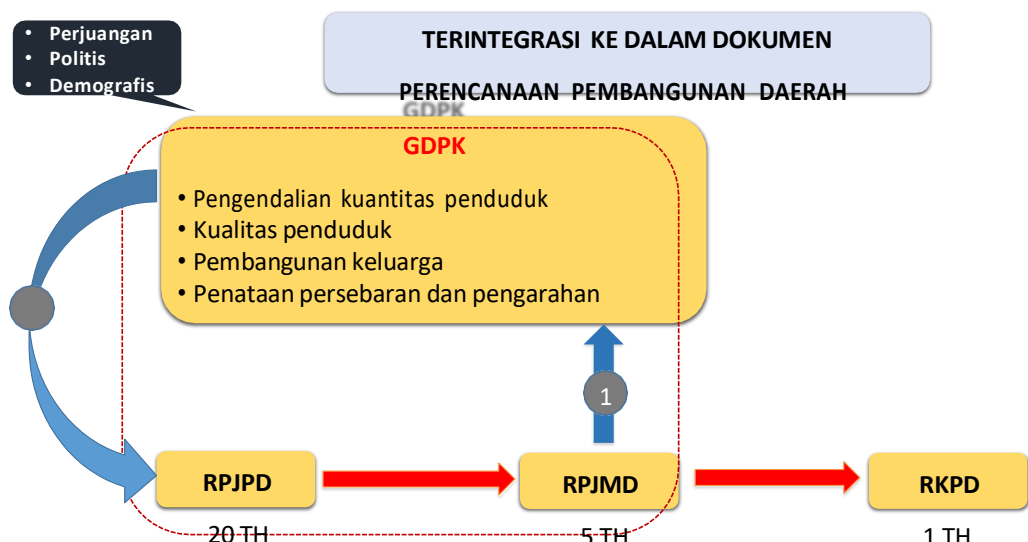 • Perjuangan
• Politis
• Demografis
TERINTEGRASI KE DALAM DOKUMEN
PERENCANAAN PEMBANGUNAN DAERAH
GDPK
GDPK
• Pengendalian kuantitas penduduk
• Kualitas penduduk
• Pembangunan keluarga
• Penataan persebaran dan pengarahan
1
RPJPD
RPJMD
RKPD
20 TH
5 TH
1 TH